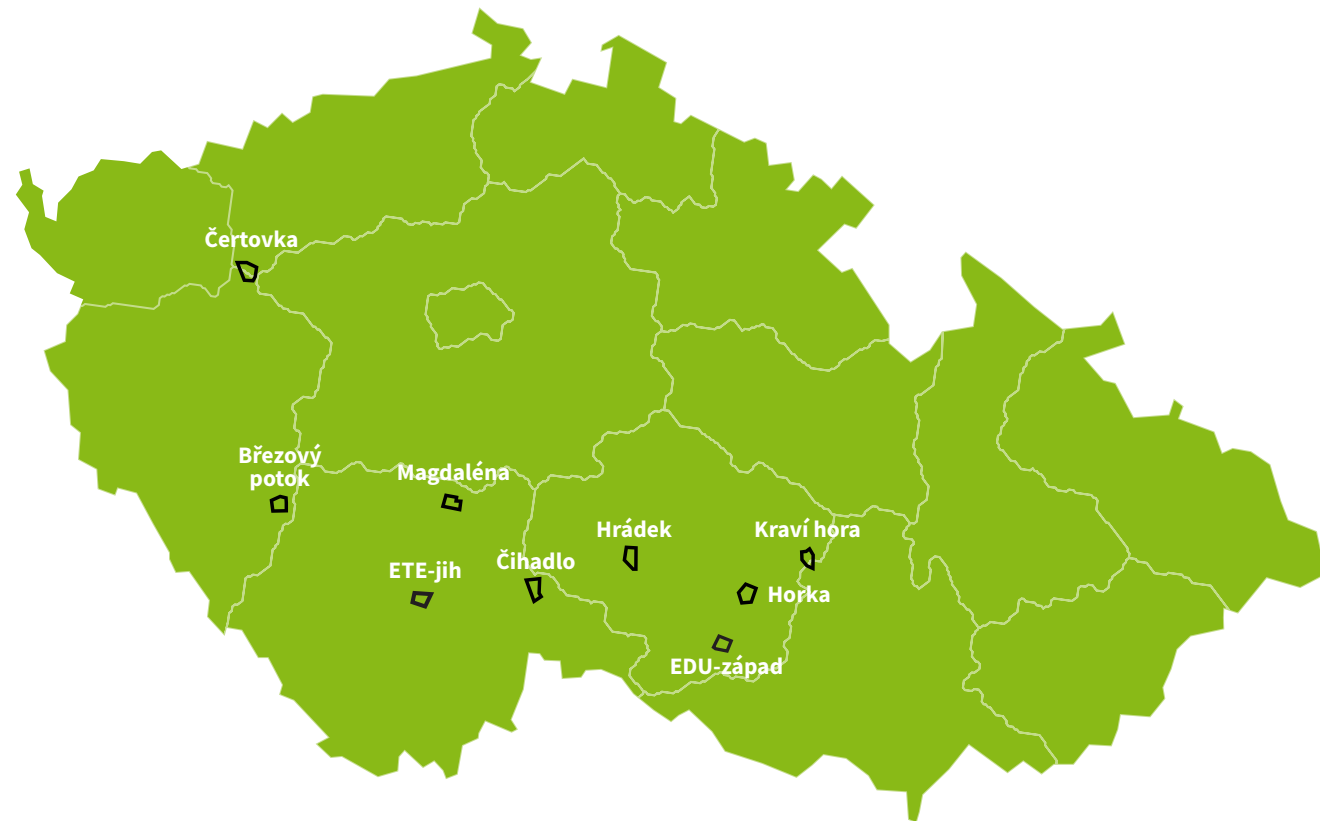 Čertovka
Březový
potok
Magdaléna
Hrádek
Kraví hora
Čihadlo
ETE-jih
Horka
EDU-západ